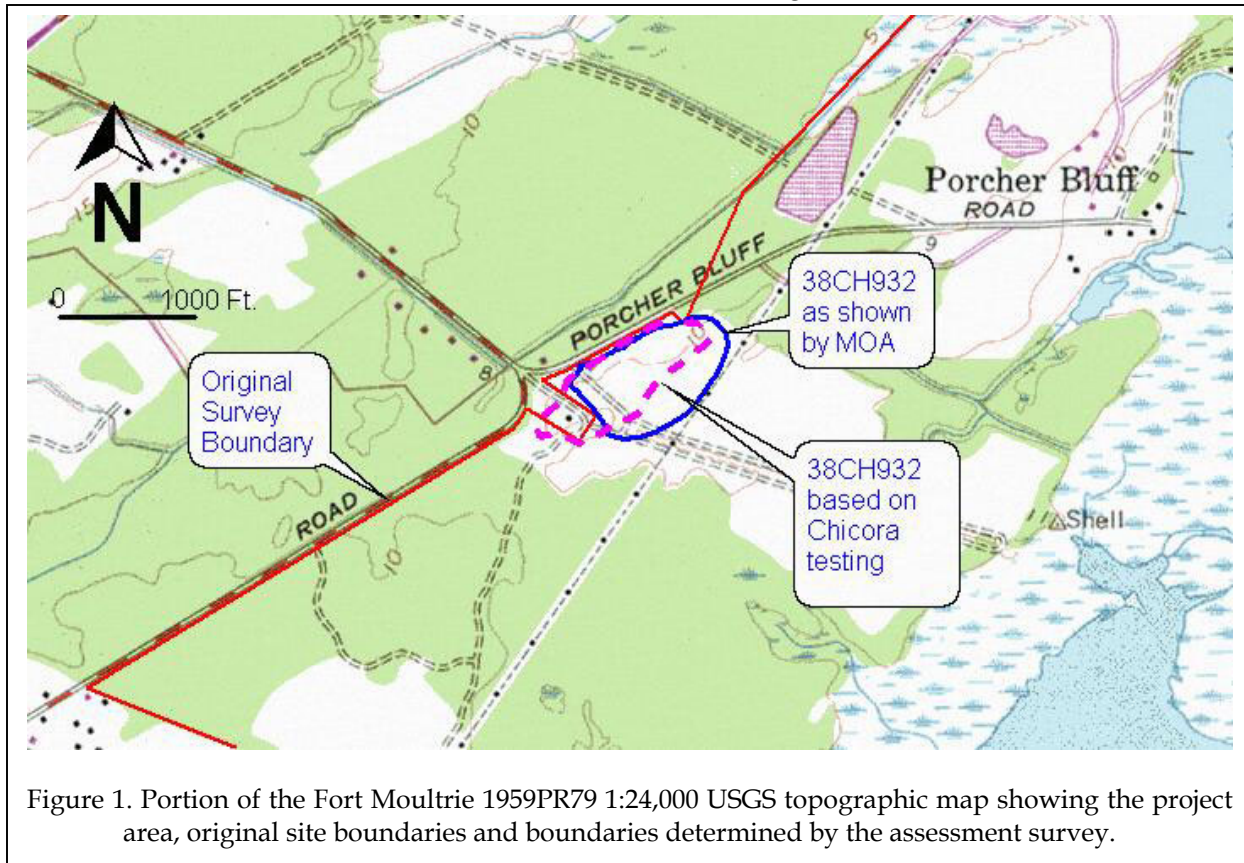 5
10
15
N
Porcher Bluff
ROAD
10
9
0 1000 Ft.
PORCHER BLUFF
38CH932
as shown
by MOA
10
8
Original
Survey
Boundary
38CH932
based on
Chicora
testing
ROAD
10
Shell
Figure 1. Portion of the Fort Moultrie 1959PR79 1:24,000 USGS topographic map showing the project
area, original site boundaries and boundaries determined by the assessment survey.